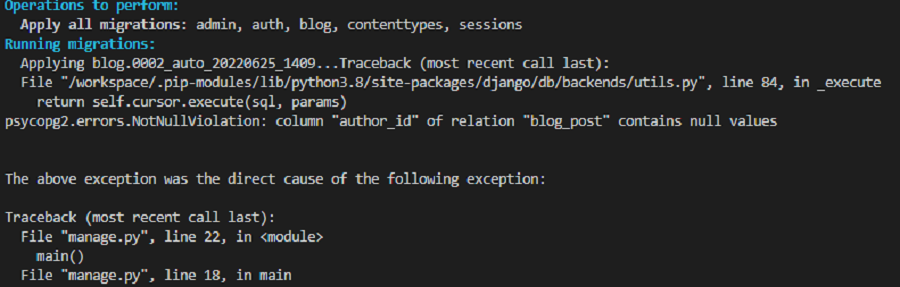 Operations to perform:
  Apply all migrations: admin, auth, blog, contenttypes, sessions
Running migrations:
  Applying blog.0002_auto_20220625_1409...Traceback (most recent call last):
  File "/workspace/.pip-modules/lib/python3.8/site-packages/django/db/backends/utils.py", line 84, in _execute
    return self.cursor.execute(sql, params)
psycopg2.errors.NotNullViolation: column "author_id" of relation "blog_post" contains null values

The above exception was the direct cause of the following exception:

Traceback (most recent call last):
  File "manage.py", line 22, in <module>
    main()
  File "manage.py", line 18, in main